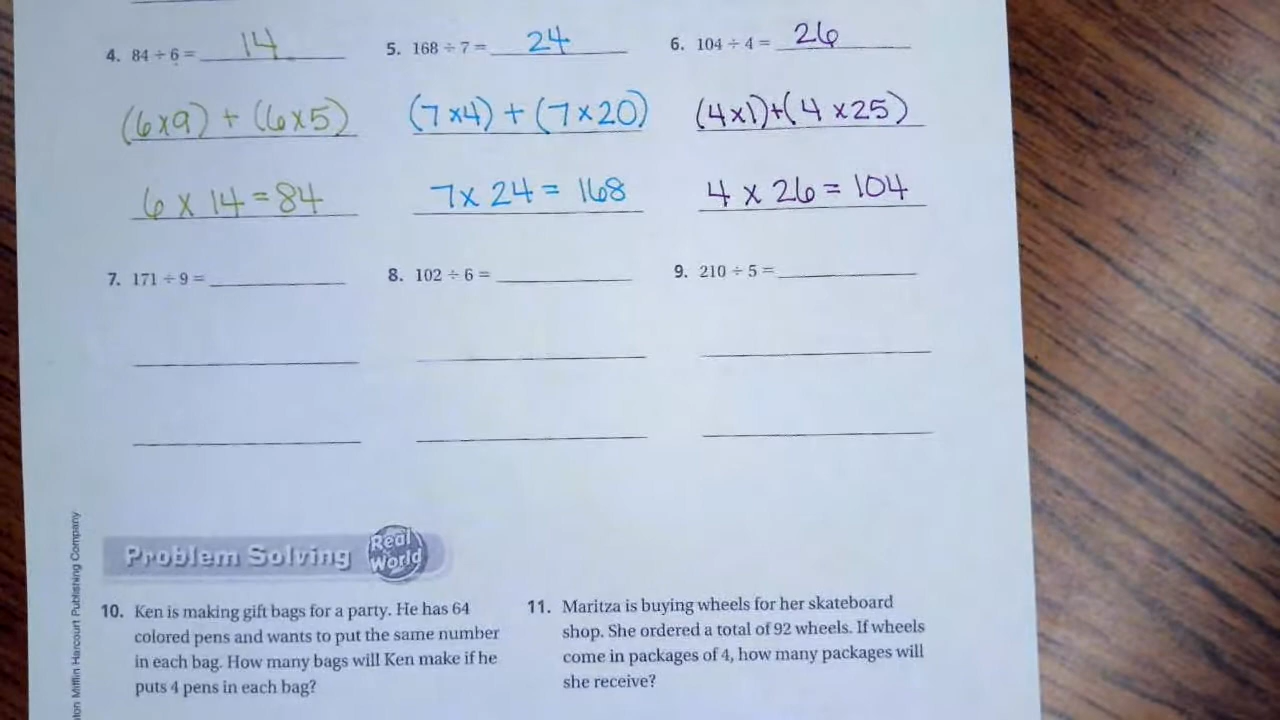 4. 84 ÷ 6 = 14
5. 168 ÷ 7 = 24
6. 104 ÷ 4 = 26
(6x9) + (6x5)
(7x4) + (7x20)
(4x1)+(4x25)
6 x 14 = 84
7x 24 = 168
4 x 26 = 104
7. 171 ÷ 9 =
8. 102 ÷ 6 =
9. 210 ÷ 5 =
Problem Solving
Real
World
10. Ken is making gift bags for a party. He has 64
colored pens and wants to put the same number
in each bag. How many bags will Ken make if he
puts 4 pens in each bag?
11. Maritza is buying wheels for her skateboard
shop. She ordered a total of 92 wheels. If wheels
come in packages of 4, how many packages will
she receive?
Mifflin Harcourt Publishing Company